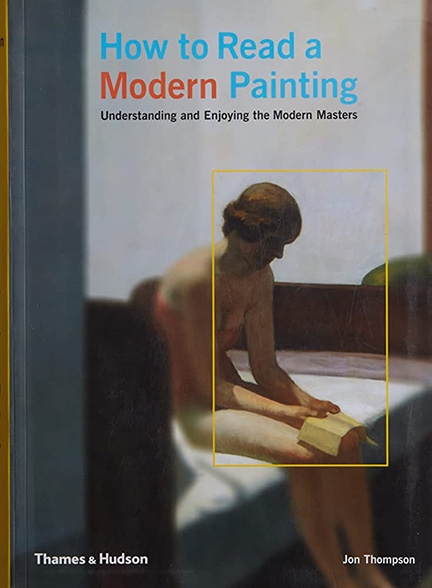 How to Read a
Modern Painting
Understanding and Enjoying the Modern Masters
Thames & Hudson
Jon Thompson